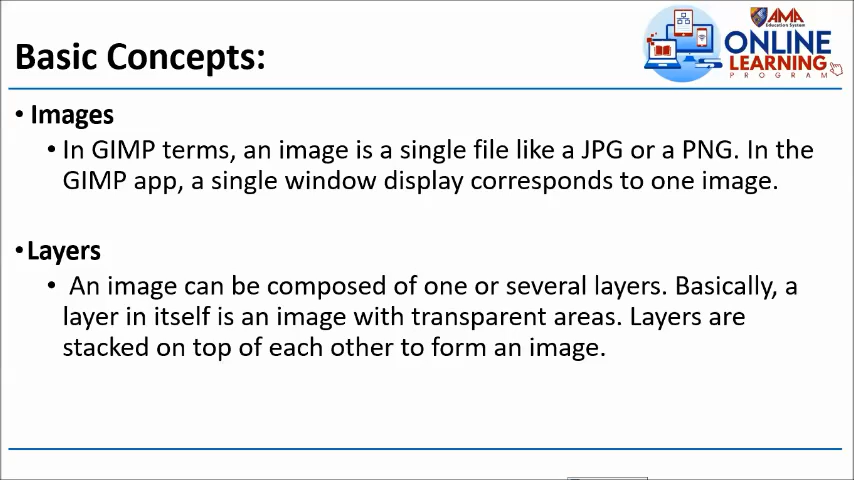 Basic Concepts:
AMA
Education System
ONLINE
LEARNING
PROGRAM
• Images
• In GIMP terms, an image is a single file like a JPG or a PNG. In the
GIMP app, a single window display corresponds to one image.
• Layers
• An image can be composed of one or several layers. Basically, a
layer in itself is an image with transparent areas. Layers are
stacked on top of each other to form an image.